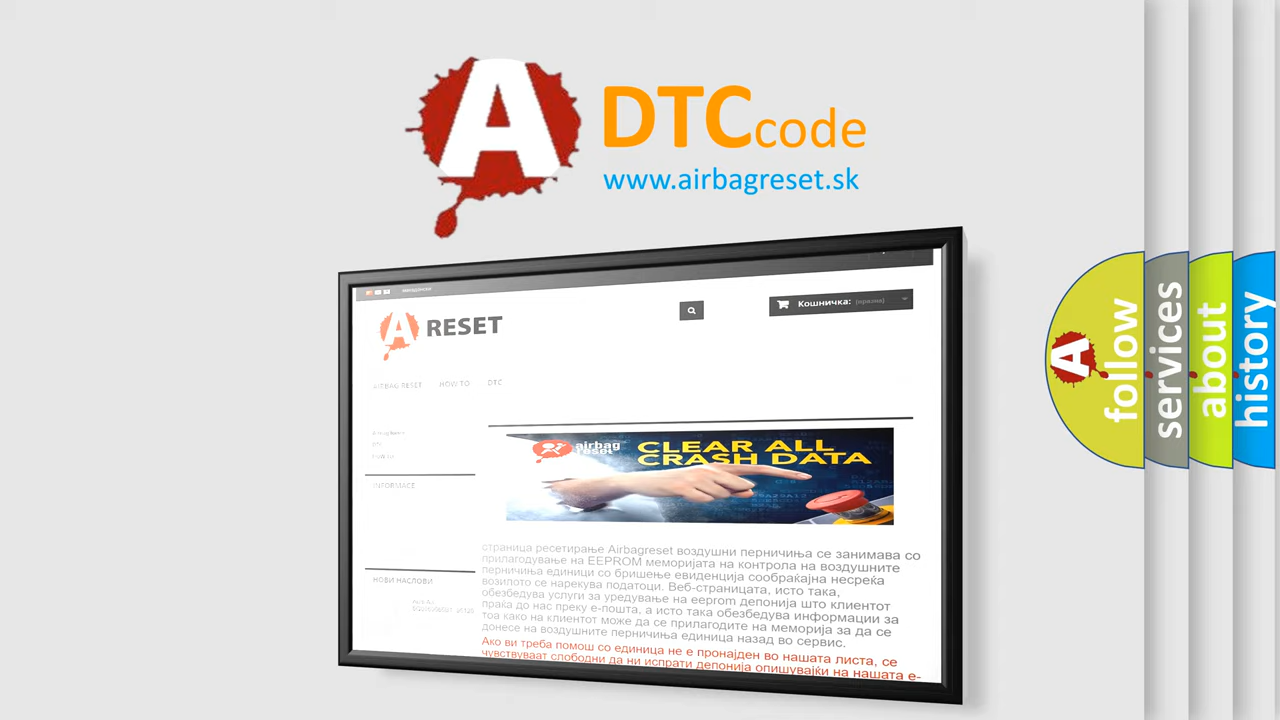 A
DTC code
www.airbagreset.sk
Кошничка: (празна)
A RESET
AIRBAG RESET HOW TO DTC
airbag
reset
CLEAR ALL
CRASH DATA
INFORMACE
НОВИ НАСЛОВИ
страница ресетирање Airbagreset воздушни перничиња се занимава со
прилагодување на EEPROM меморијата на контрола на воздушните
перничиња единици со бришење евиденција сообраќајна несреќа
возилото се нарекува податоци. Веб-страницата, исто така,
обезбедува услуги за уредување на eeprom депонија што клиентот
праќа до нас преку е-пошта, а исто така обезбедува информации за
тоа како на клиентот може да се прилагодите на меморија за да се
донесе на воздушните перничиња единица назад во сервис.
Ако ви треба помош со единица не е пронајден во нашата листа, се
чувствуваат слободни да ни испрати депонија опишувајќи на нашата е-
A follow
services
about
history